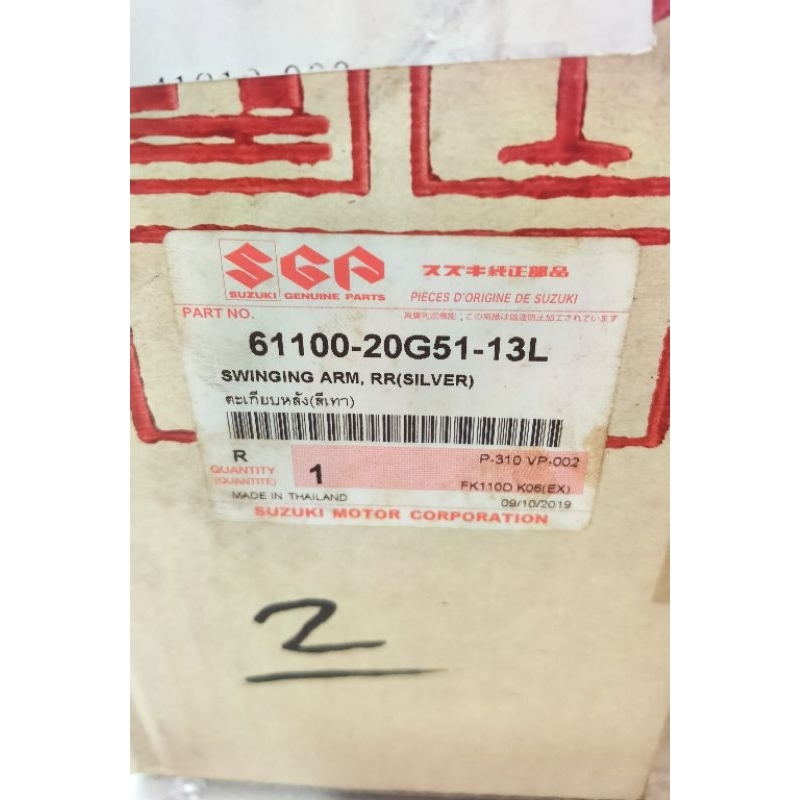 SGP
SUZUKI GENUINE PARTS
スズキ純正部品
PIÈCES D'ORIGINE DE SUZUKI
PART NO.
61100-20G51-13L
SWINGING ARM, RR(SILVER)
ตะเกียบหลัง(สีเทา)
R
QUANTITY
(QUANTITÉ)
1
P-310 VP-002
FK110D K06(EX)
MADE IN THAILAND
09/10/2019
SUZUKI MOTOR CORPORATION
2